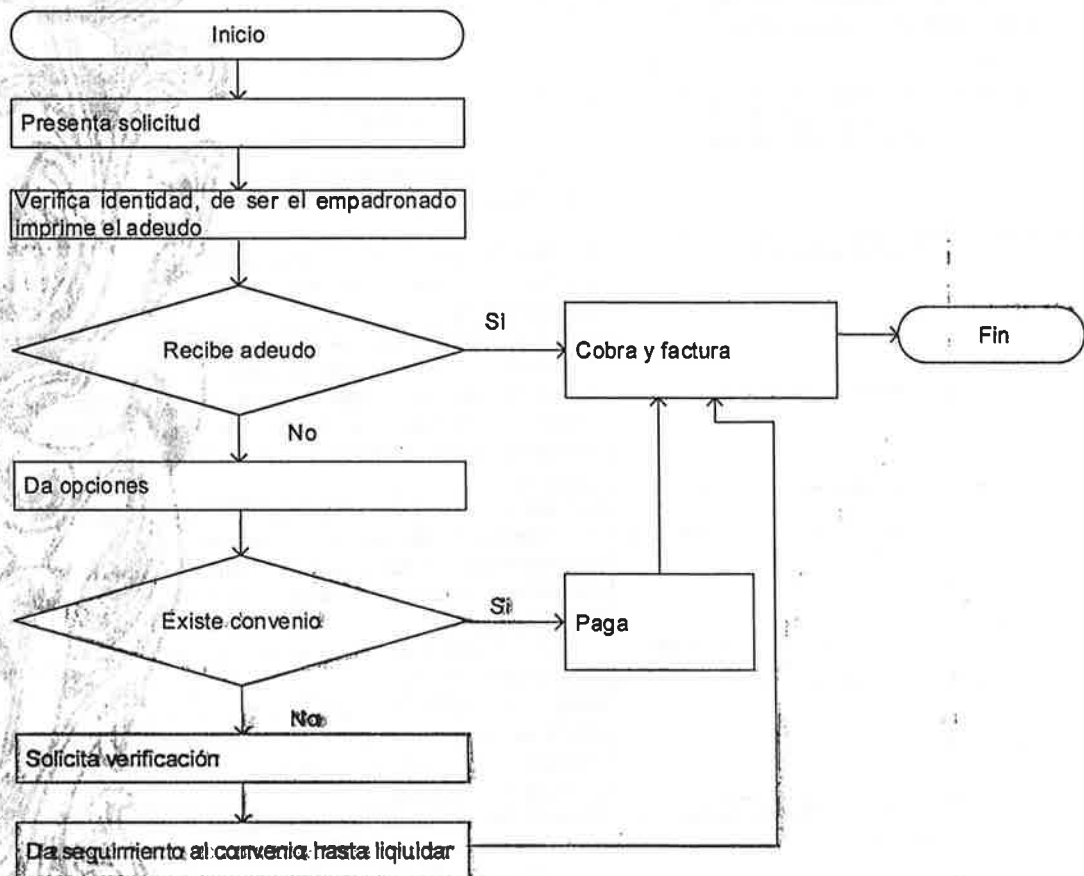 Inicio
Presenta solicitud
Verifica identidad, de ser el empadronado
imprime el adeudo
Recibe adeudo
Si
Cobra y factura
Fin
No
Da opciones
Existe convenio
Si
Paga
No
Solicita verificación
Da seguimiento al convenio hasta liqiuidar